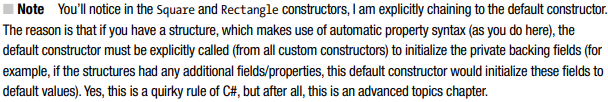 Note You'll notice in the Square and Rectangle constructors, I am explicitly chaining to the default constructor.
The reason is that if you have a structure, which makes use of automatic property syntax (as you do here), the
default constructor must be explicitly called (from all custom constructors) to initialize the private backing fields (for
example, if the structures had any additional fields/properties, this default constructor would initialize these fields to
default values). Yes, this is a quirky rule of C#, but after all, this is an advanced topics chapter.